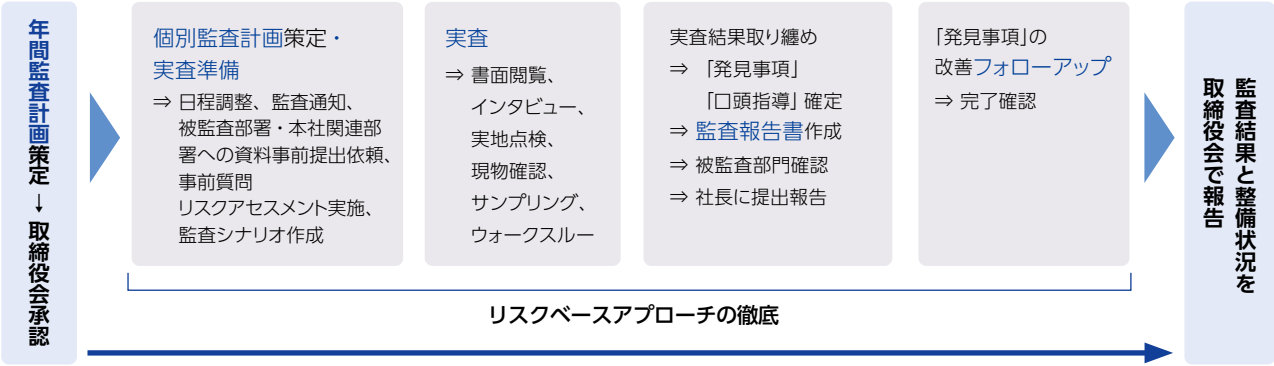 年間監査計画策定→取締役会承認
個別監査計画策定・
実査準備
⇒ 日程調整、監査通知、
被監査部署・本社関連部
署への資料事前提出依頼、
事前質問
リスクアセスメント実施、
監査シナリオ作成
実査
⇒ 書面閲覧、
インタビュー、
実地点検、
現物確認、
サンプリング、
ウォークスルー
実査結果取り纏め
⇒ 「発見事項」
「口頭指導」確定
⇒ 監査報告書作成
⇒ 被監査部門確認
⇒ 社長に提出報告
「発見事項」の
改善フォローアップ
⇒ 完了確認
リスクベースアプローチの徹底
監査結果と整備状況を
取締役会で報告